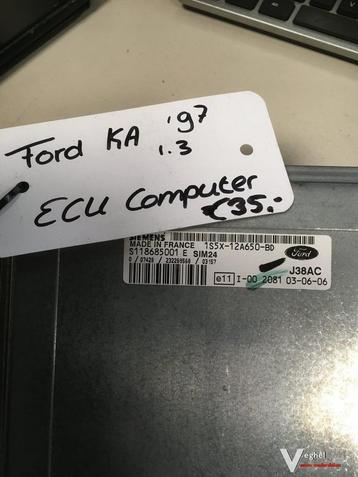 Ford KA '97
1.3
ECU Computer
€35,-
SIEMENS
MADE IN FRANCE 1S5X-12A650-BD
S118685001 E SIM24
Ford
J38AC
e11 I-00 2081 03-06-06
Veghel